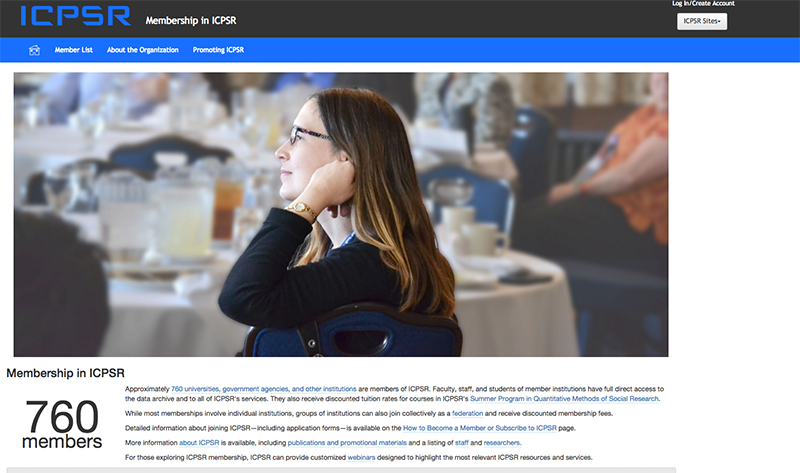 ICPSR Membership in ICPSR
Log In/Create Account
ICPSR Sites
Member List About the Organization Promoting ICPSR
Membership in ICPSR
760
members
Approximately 760 universities, government agencies, and other institutions are members of ICPSR. Faculty, staff, and students of member institutions have full direct access to
the data archive and to all of ICPSR's services. They also receive discounted tuition rates for courses in ICPSR's Summer Program in Quantitative Methods of Social Research.
While most memberships involve individual institutions, groups of institutions can also join collectively as a federation and receive discounted membership fees.
Detailed information about joining ICPSR—including application forms—is available on the How to Become a Member or Subscribe to ICPSR page.
More information about ICPSR is available, including publications and promotional materials and a listing of staff and researchers.
For those exploring ICPSR membership, ICPSR can provide customized webinars designed to highlight the most relevant ICPSR resources and services.